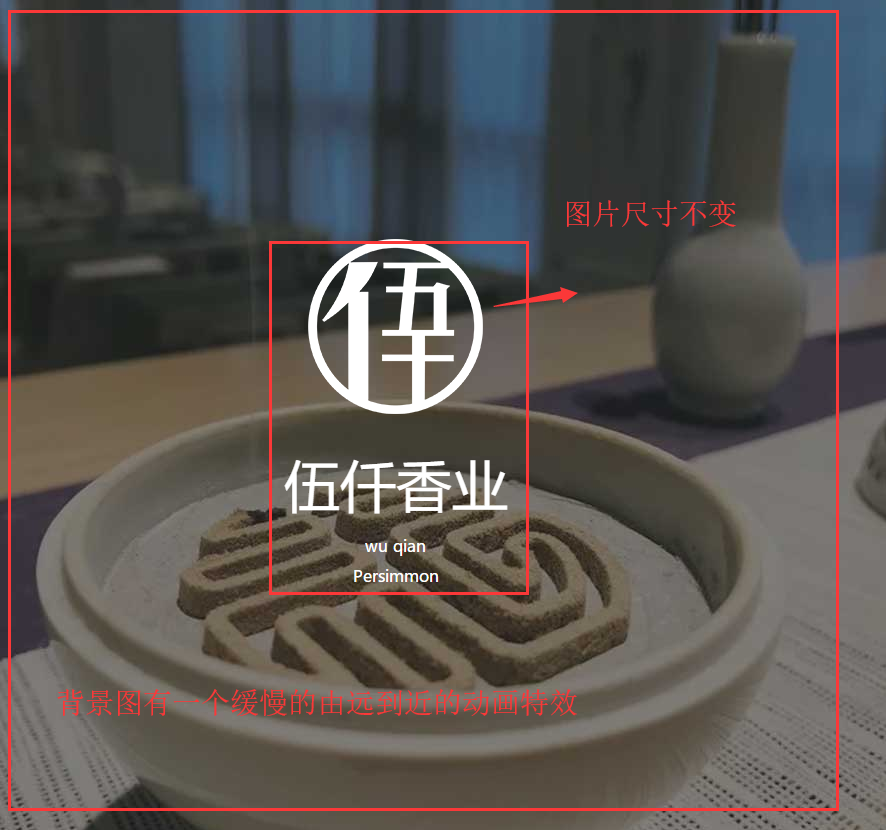 图片尺寸不变
伍仟
伍仟香业
wu qian
Persimmon
背景图有一个缓慢的由远到近的动画特效